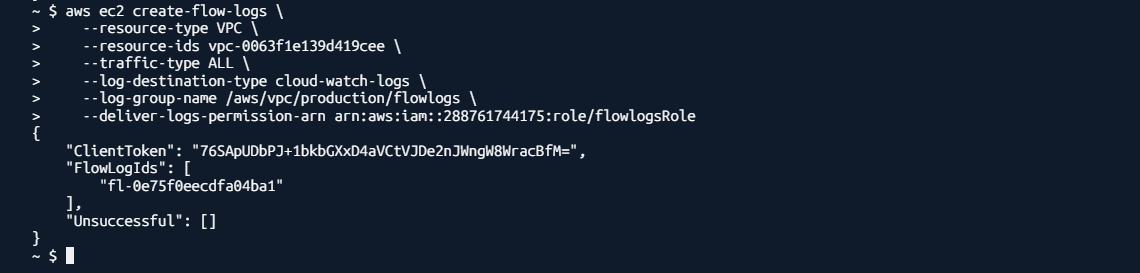 ~ $ aws ec2 create-flow-logs \
>     --resource-type VPC \
>     --resource-ids vpc-0063f1e139d419cee \
>     --traffic-type ALL \
>     --log-destination-type cloud-watch-logs \
>     --log-group-name /aws/vpc/production/flowlogs \
>     --deliver-logs-permission-arn arn:aws:iam::288761744175:role/flowlogsRole
{
    "ClientToken": "76SApUDbPJ+1bkbGXxD4aVCtVJDe2nJWngW8WracBfM=",
    "FlowLogIds": [
        "fl-0e75f0eecdfa04ba1"
    ],
    "Unsuccessful": []
}
~ $